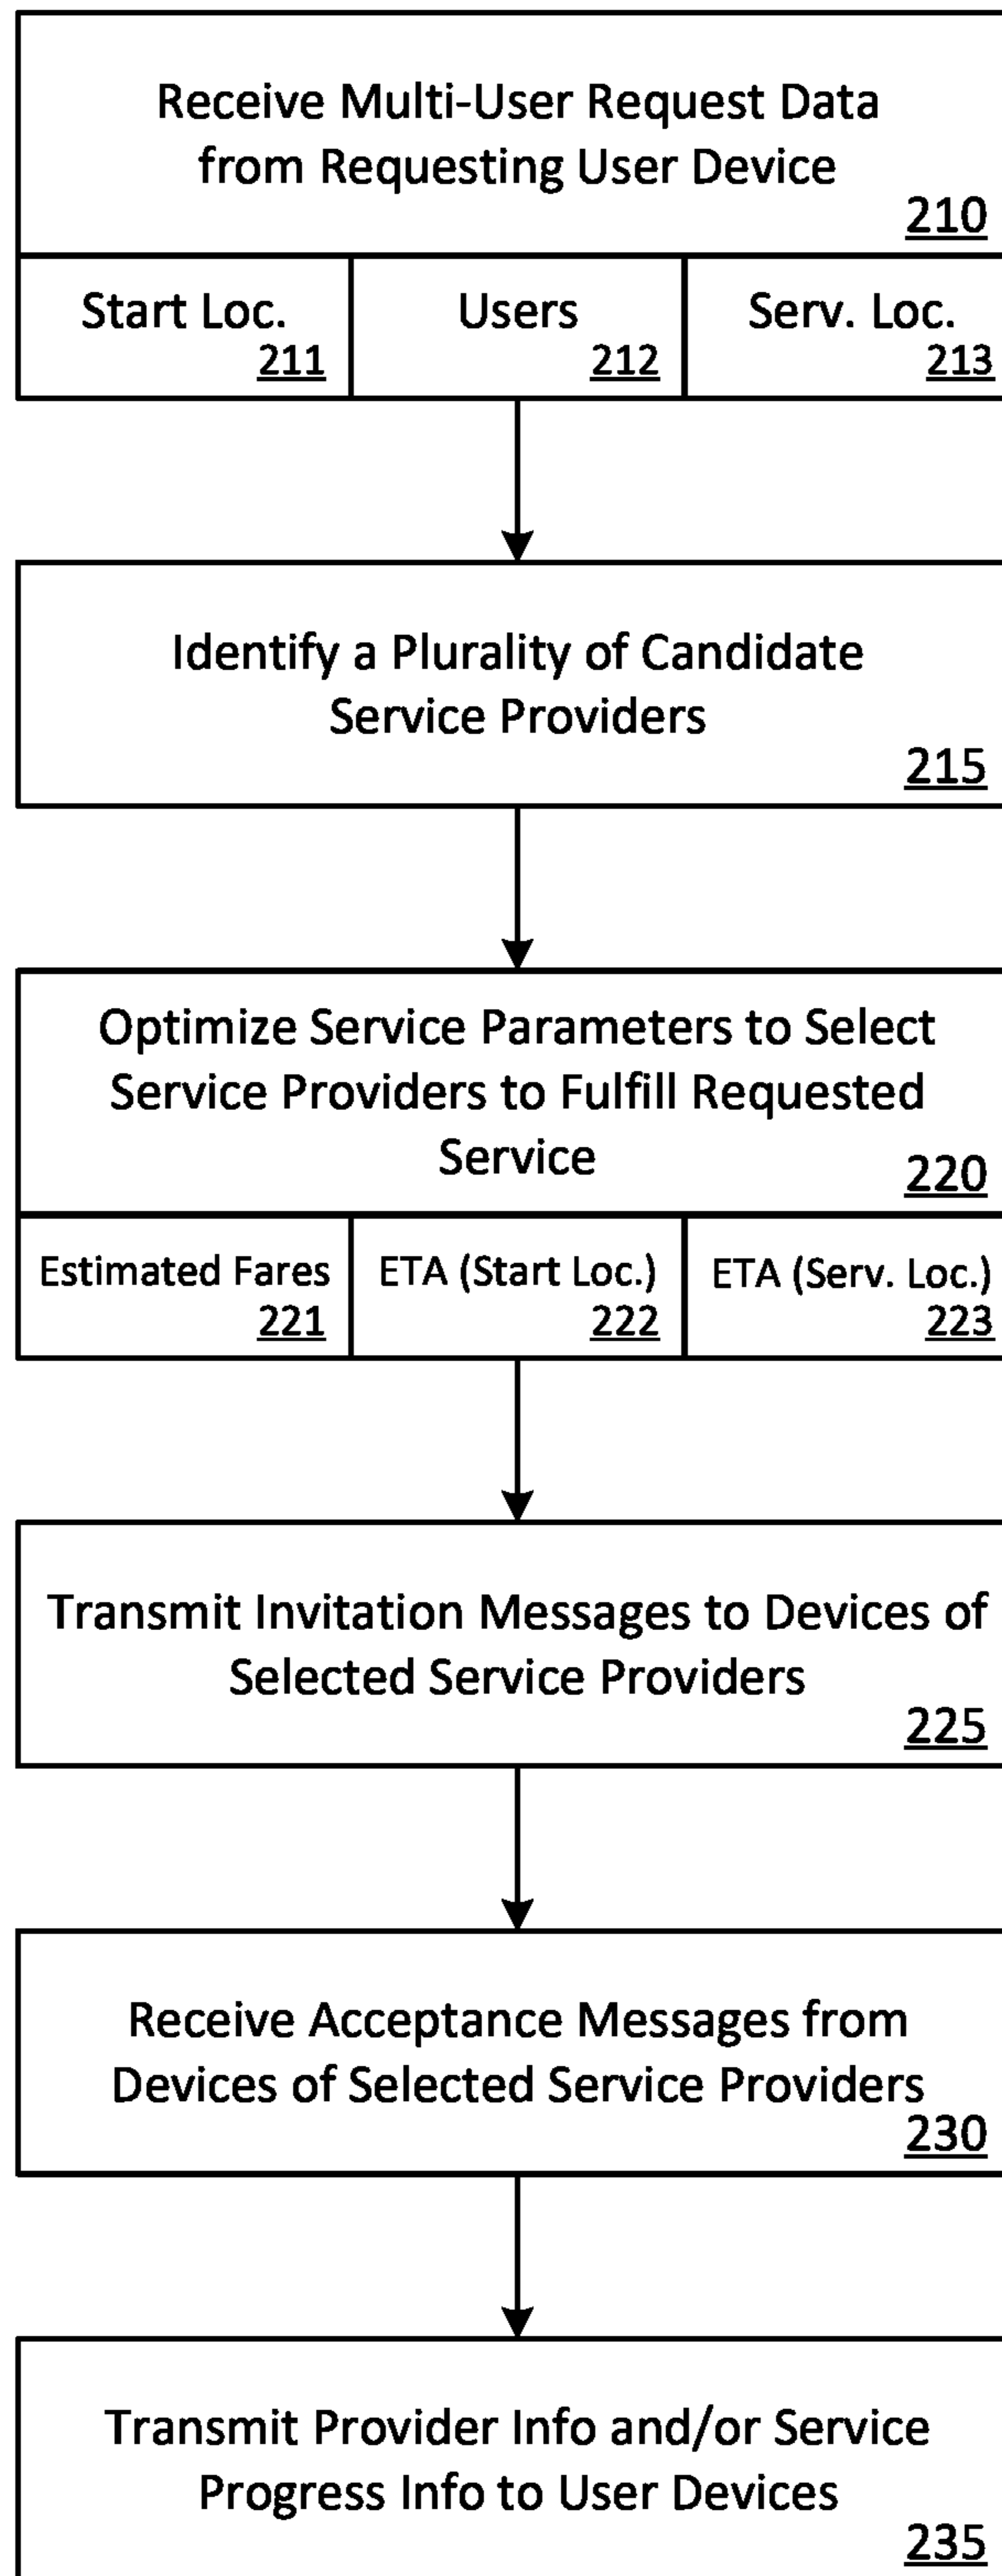 Receive Multi-User Request Data
from Requesting User Device
210
Start Loc.
211
Users
212
Serv. Loc.
213
Identify a Plurality of Candidate
Service Providers
215
Optimize Service Parameters to Select
Service Providers to Fulfill Requested
Service
220
Estimated Fares
221
ETA (Start Loc.)
222
ETA (Serv. Loc.)
223
Transmit Invitation Messages to Devices of
Selected Service Providers
225
Receive Acceptance Messages from
Devices of Selected Service Providers
230
Transmit Provider Info and/or Service
Progress Info to User Devices
235